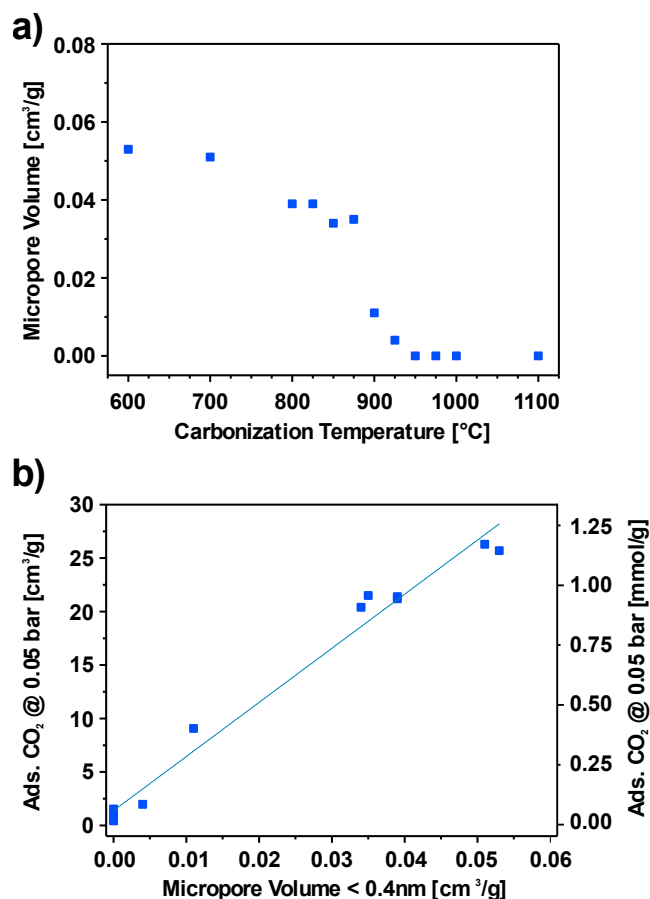 a)
Micropore Volume [cm³/g]
0.08
0.06
0.04
0.02
0.00
600 700 800 900 1000 1100
Carbonization Temperature [°C]
b)
Ads. CO₂ @ 0.05 bar [cm³/g]
30
25
20
15
10
5
0
1.25
1.00
0.75
0.50
0.25
0.00
Ads. CO₂ @ 0.05 bar [mmol/g]
0.00 0.01 0.02 0.03 0.04 0.05 0.06
Micropore Volume < 0.4nm [cm³/g]